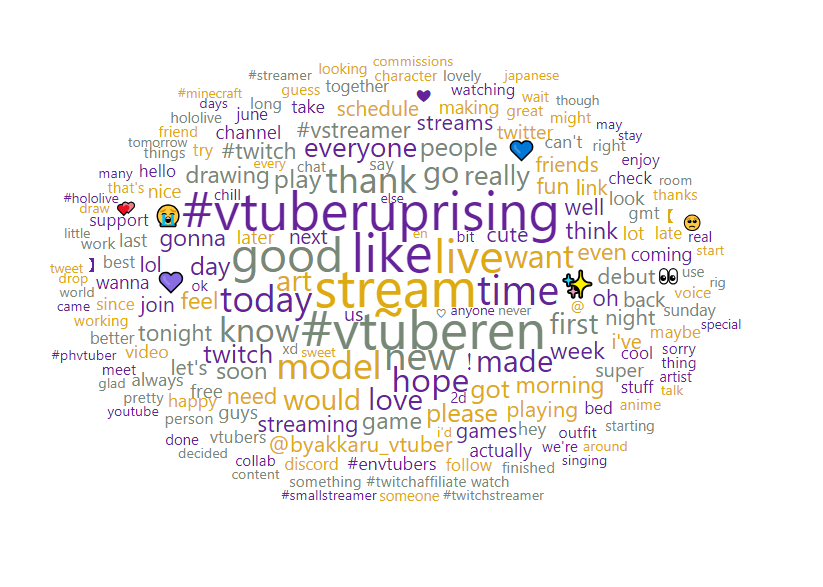 commissions
#streamer looking character lovely japanese
#minecraft guess together ♥ watching wait though
days long june take schedule making great might
hololive #vstreamer streams twitter may
friend channel everyone people 💙 can't right stay
tomorrow things try #twitch say
many hello every chat friends enjoy
that's nice drawing play thank go really fun link check room
#hololive chill else look thanks
draw 💕 support 😭 #vtuberuprising well gmt 【 🥺
little work last gonna later next en bit cute think lot late real
】 best lol day good like live want even coming start
tweet wanna 💜 ok art debut 👀 use
drop world today stream time ✨ oh back voice rig
came since join feel us ~ ♡ anyone never @ sunday
working better tonight know #vtuberen first night maybe special
#phvtuber video twitch xd sweet new ! made week i've cool sorry
meet let's soon model super thing
glad always free hope got morning stuff artist
pretty happy need would love 2d talk
youtube person guys please playing bed anime
streaming game i'd games hey outfit starting
done vtubers @byakkaru_vtuber actually we're around
decided collab discord #envtubers follow finished singing
content something #twitchaffiliate watch
#smallstreamer someone #twitchstreamer